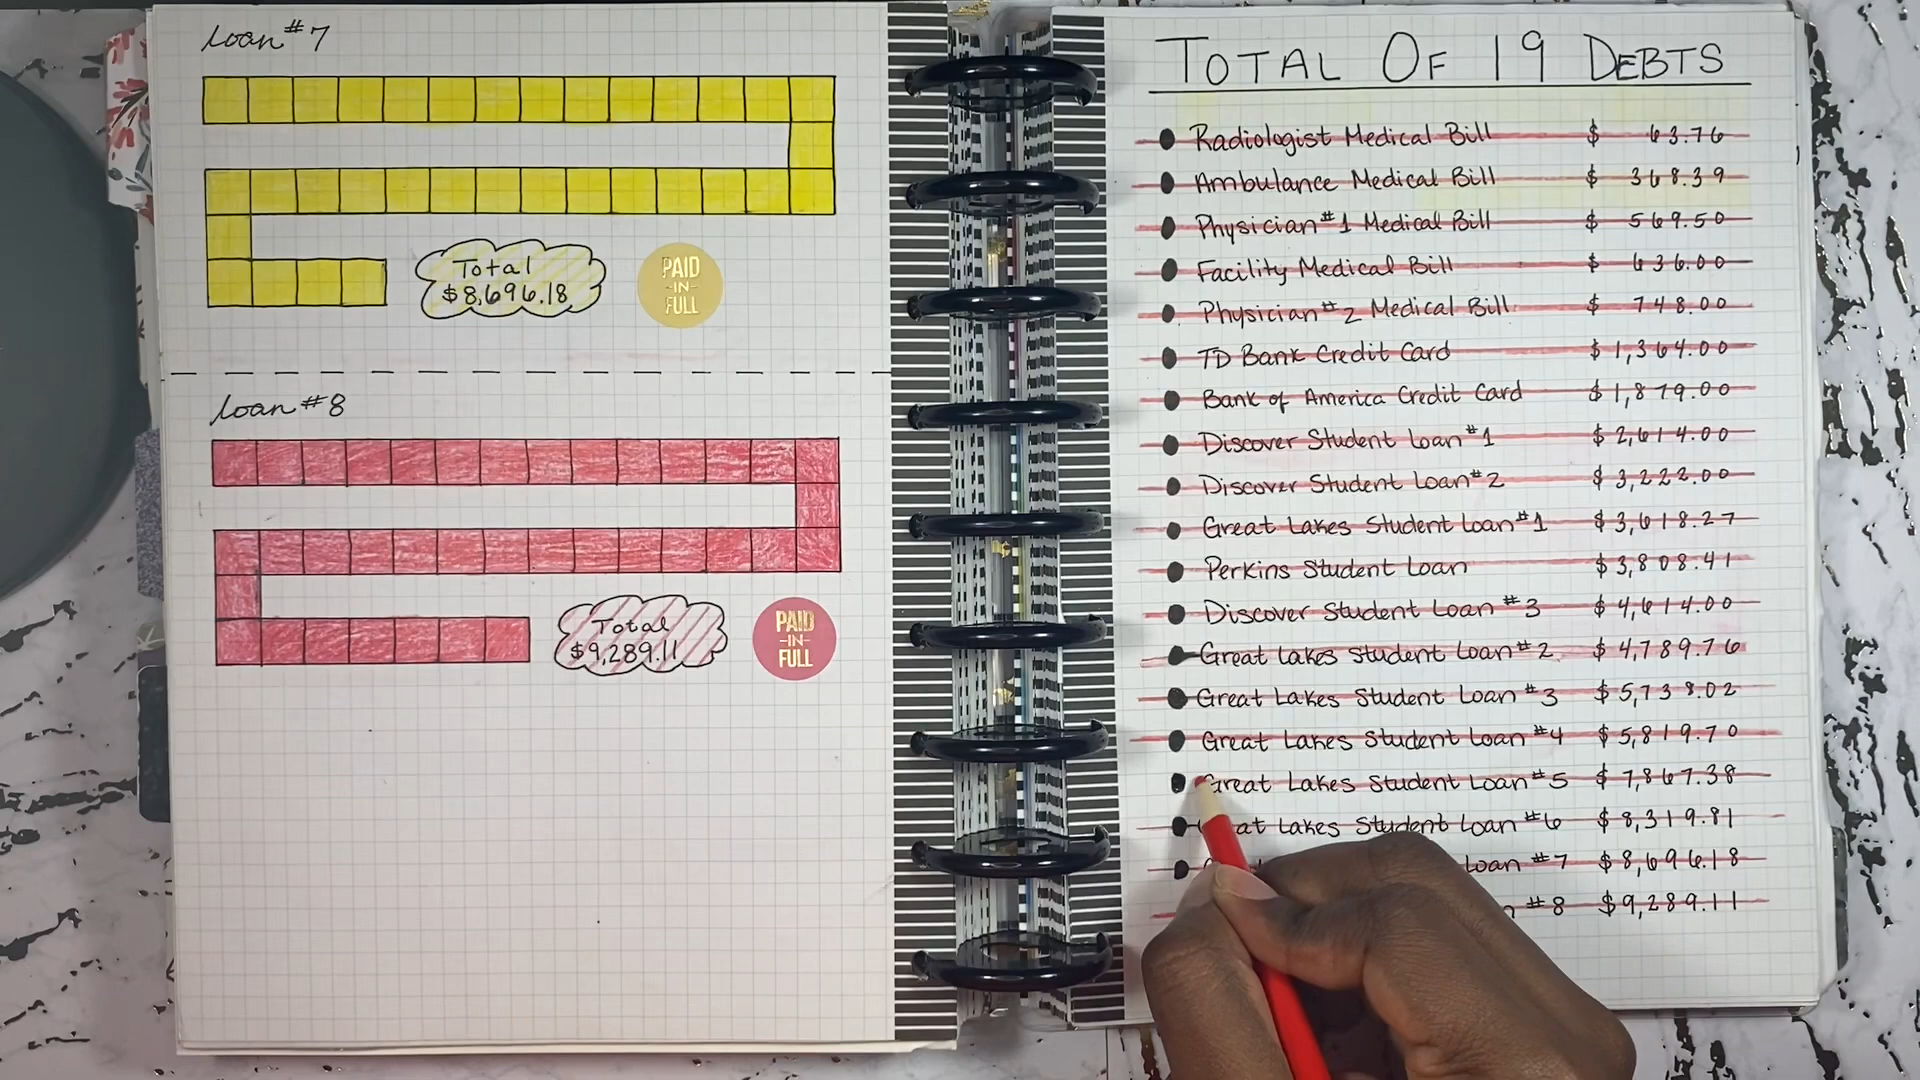 Loan #7
Total
$8,696.18
PAID
-IN-
FULL
Loan #8
Total
$9,289.11
PAID
-IN-
FULL
TOTAL OF 19 DEBTS
Radiologist Medical Bill $ 63.76
Ambulance Medical Bill $ 368.39
Physician #1 Medical Bill $ 569.50
Facility Medical Bill $ 636.00
Physician #2 Medical Bill $ 748.00
TD Bank Credit Card $1,364.00
Bank of America Credit Card $1,879.00
Discover Student Loan #1 $2,614.00
Discover Student Loan #2 $3,222.00
Great Lakes Student Loan #1 $3,618.27
Perkins Student Loan $3,808.41
Discover Student Loan #3 $4,614.00
Great Lakes Student Loan #2 $4,789.76
Great Lakes Student Loan #3 $5,738.02
Great Lakes Student Loan #4 $5,819.70
Great Lakes Student Loan #5 $7,867.38
Lakes Student Loan #6 $8,319.81
Loan #7 $8,696.18
#8 $9,289.11